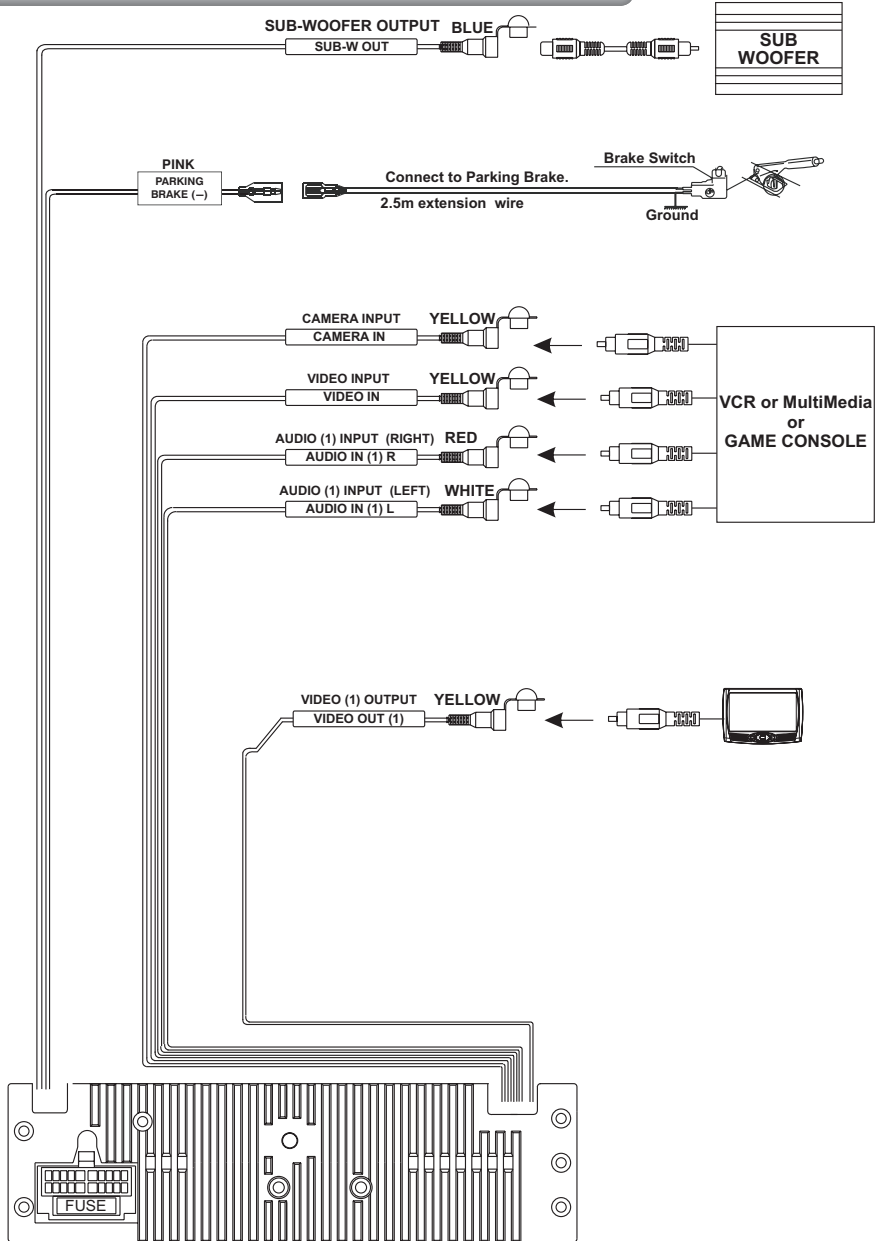 SUB-WOOFER OUTPUT BLUE
SUB-W OUT
SUB
WOOFER
PINK
PARKING
BRAKE (–)
Connect to Parking Brake.
2.5m extension wire
Brake Switch
Ground
CAMERA INPUT YELLOW
CAMERA IN
VIDEO INPUT YELLOW
VIDEO IN
AUDIO (1) INPUT (RIGHT) RED
AUDIO IN (1) R
AUDIO (1) INPUT (LEFT) WHITE
AUDIO IN (1) L
VCR or MultiMedia
or
GAME CONSOLE
VIDEO (1) OUTPUT YELLOW
VIDEO OUT (1)
FUSE